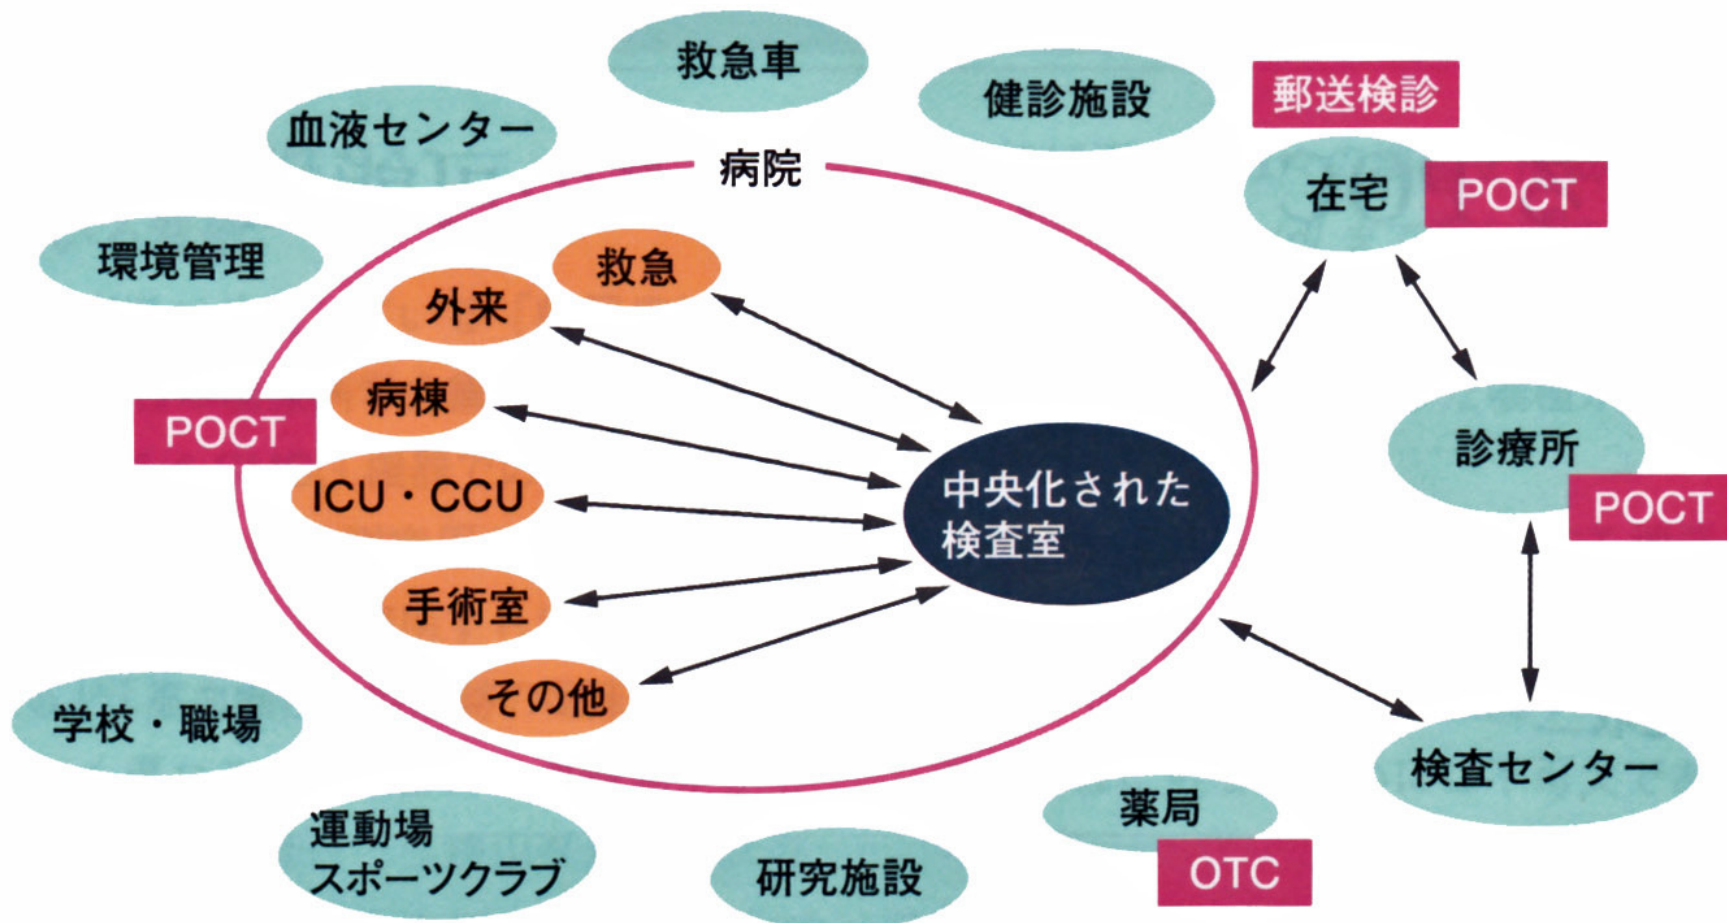 救急車
健診施設
郵送検診
血液センター
病院
在宅
POCT
環境管理
救急
外来
病棟
POCT
診療所
POCT
ICU・CCU
中央化された
検査室
手術室
その他
学校・職場
検査センター
薬局
OTC
運動場
スポーツクラブ
研究施設